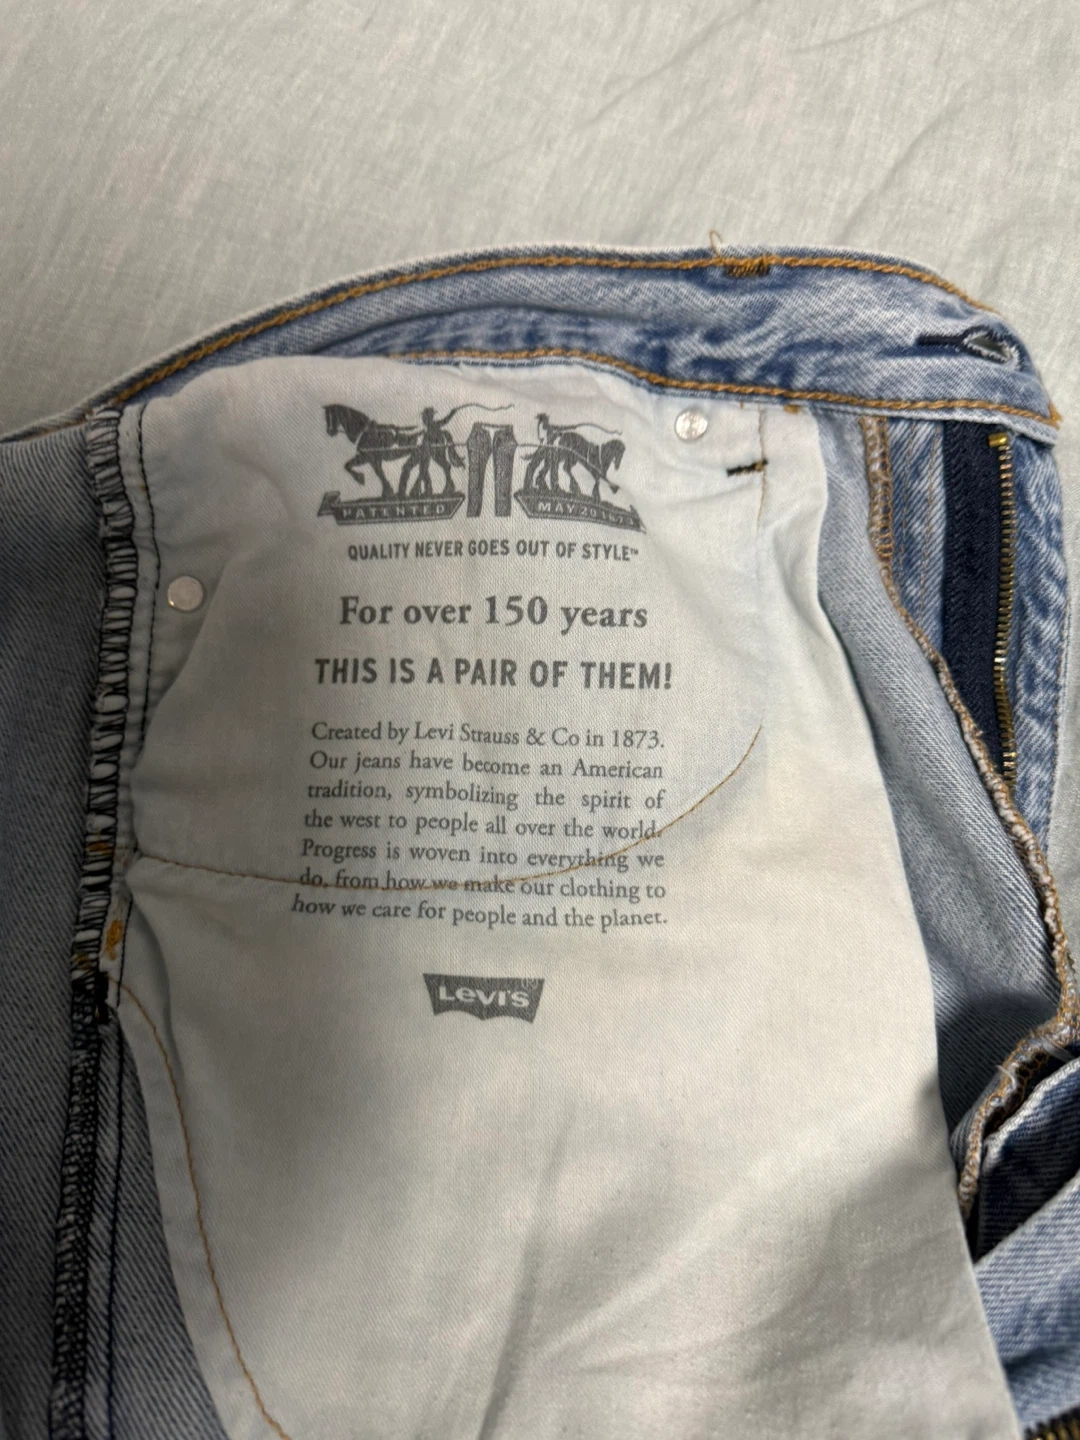 PATENTED MAY 20 1873
QUALITY NEVER GOES OUT OF STYLE™
For over 150 years
THIS IS A PAIR OF THEM!
Created by Levi Strauss & Co in 1873.
Our jeans have become an American
tradition, symbolizing the spirit of
the west to people all over the world.
Progress is woven into everything we
do, from how we make our clothing to
how we care for people and the planet.
Levi's®